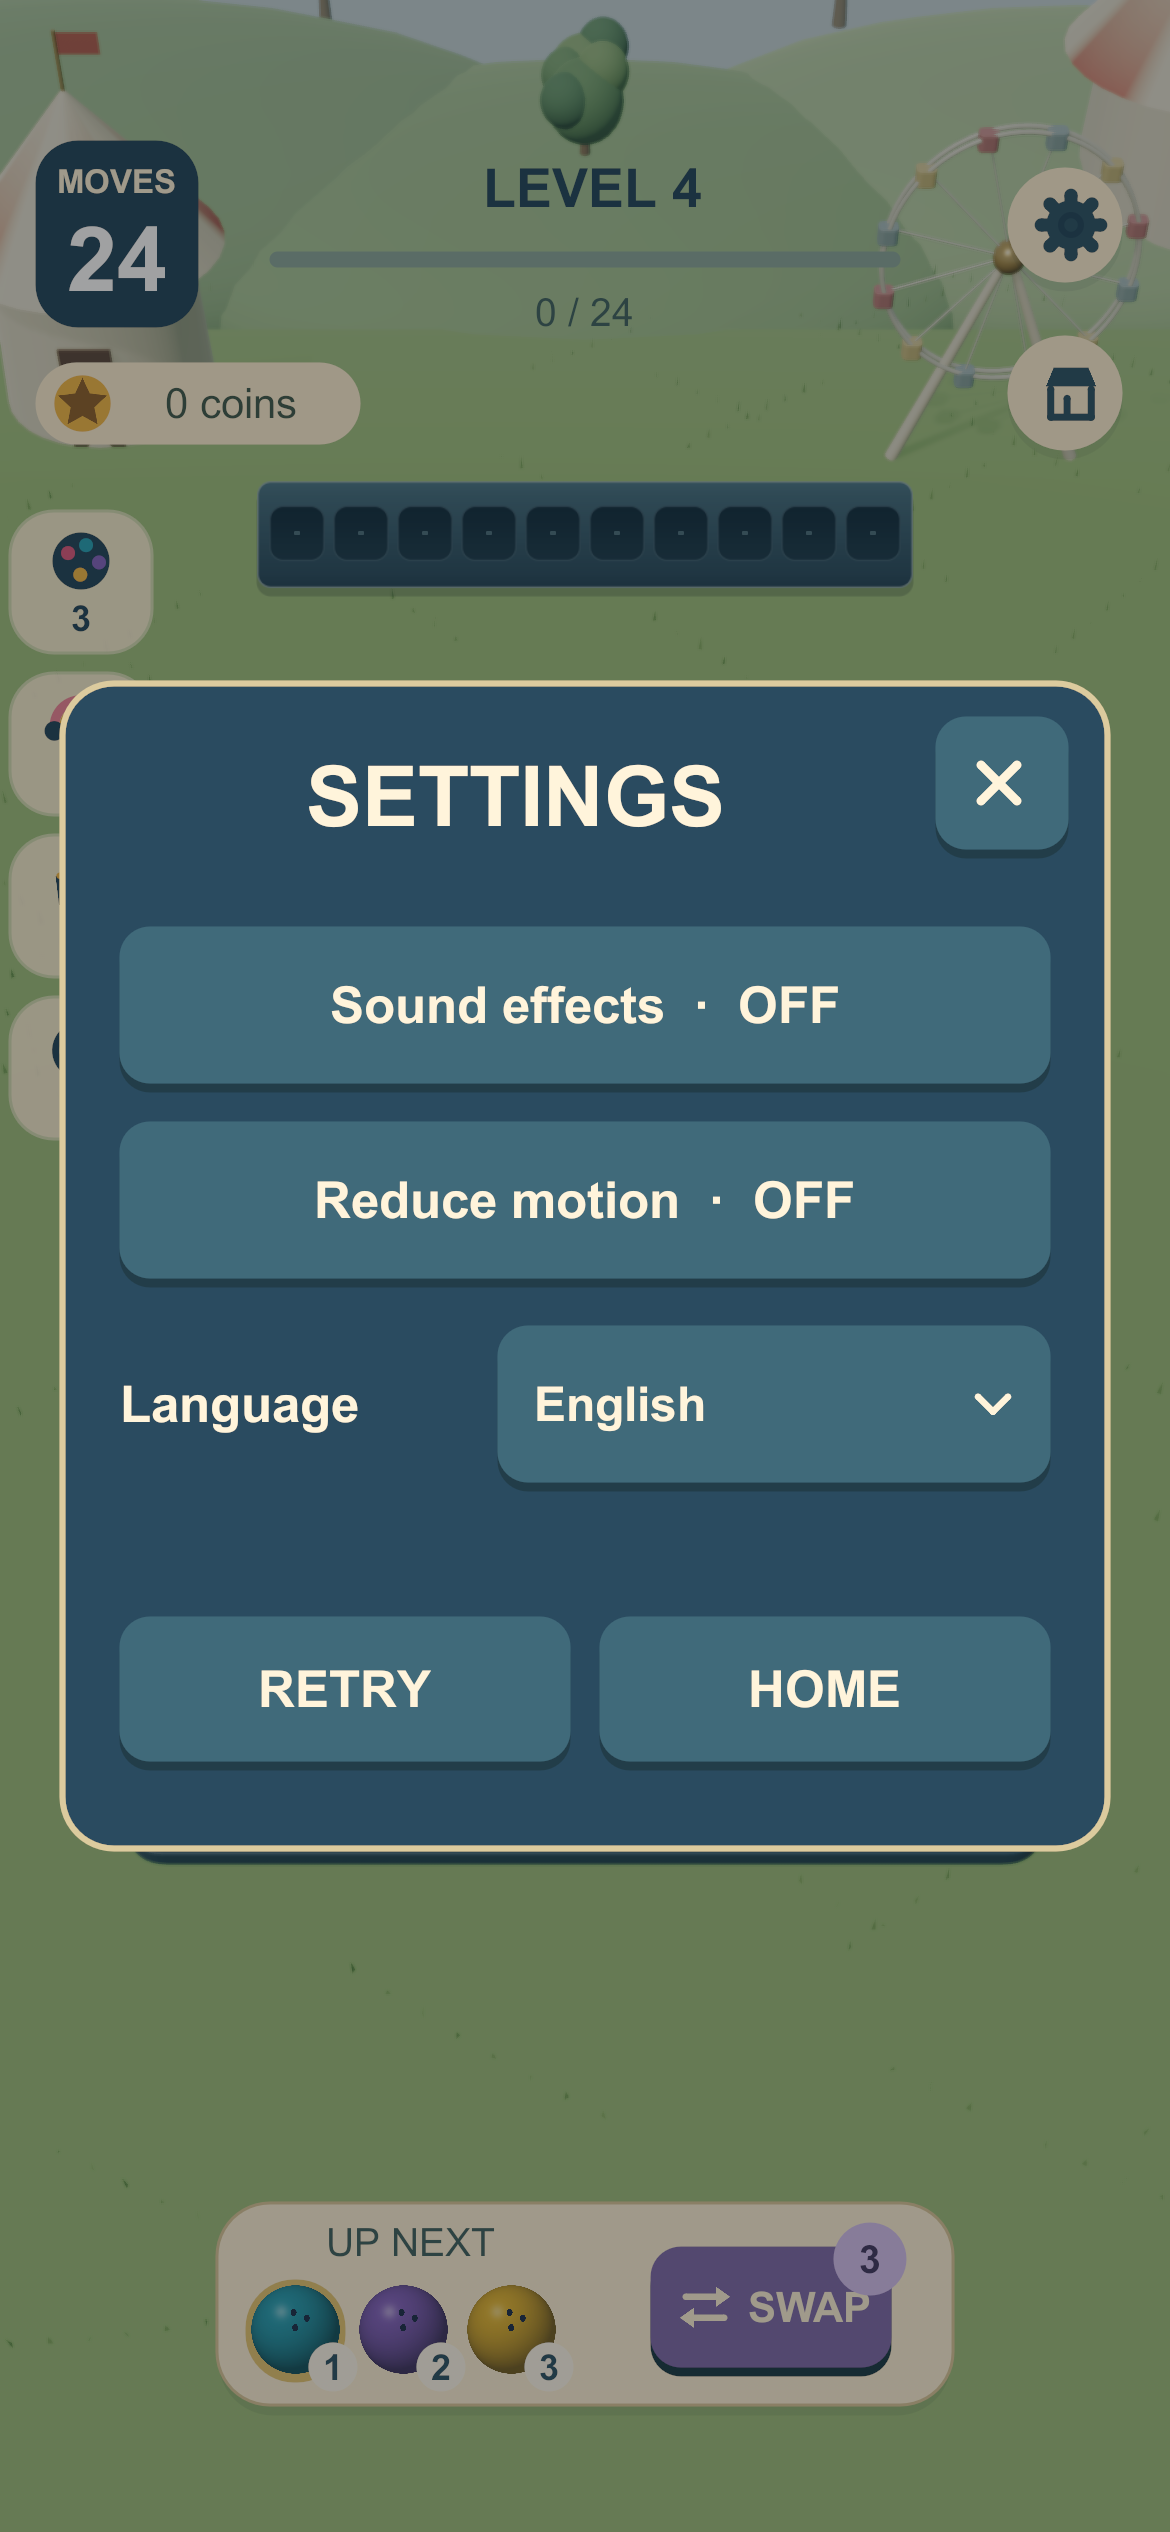 MOVES
24
LEVEL 4
0 / 24
0 coins
3
SETTINGS
Sound effects · OFF
Reduce motion · OFF
Language
English
RETRY
HOME
UP NEXT
1
2
3
SWAP
3